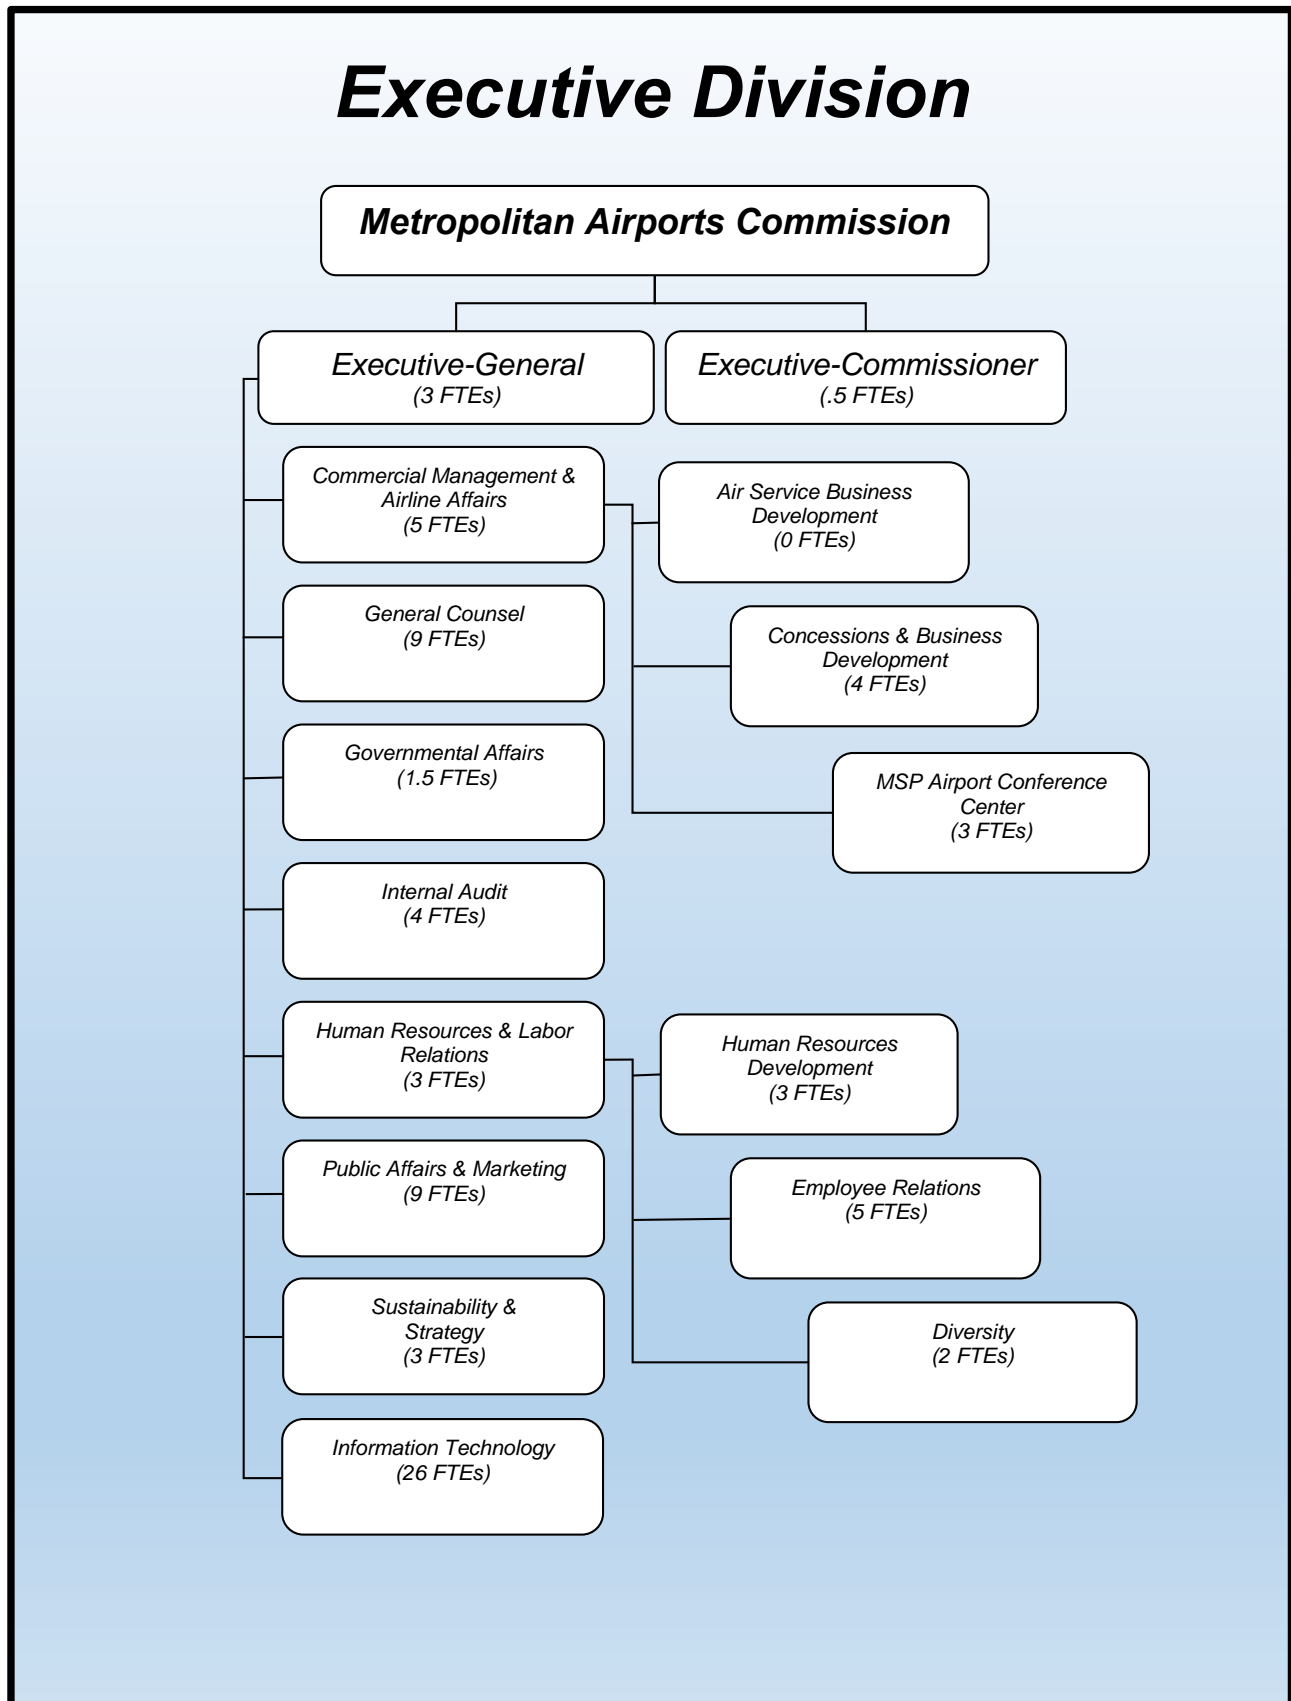 Executive Division
Metropolitan Airports Commission
Executive-General
(3 FTEs)
Executive-Commissioner
(.5 FTEs)
Commercial Management &
Airline Affairs
(5 FTEs)
Air Service Business
Development
(0 FTEs)
General Counsel
(9 FTEs)
Concessions & Business
Development
(4 FTEs)
Governmental Affairs
(1.5 FTEs)
MSP Airport Conference
Center
(3 FTEs)
Internal Audit
(4 FTEs)
Human Resources & Labor
Relations
(3 FTEs)
Human Resources
Development
(3 FTEs)
Public Affairs & Marketing
(9 FTEs)
Employee Relations
(5 FTEs)
Sustainability &
Strategy
(3 FTEs)
Diversity
(2 FTEs)
Information Technology
(26 FTEs)